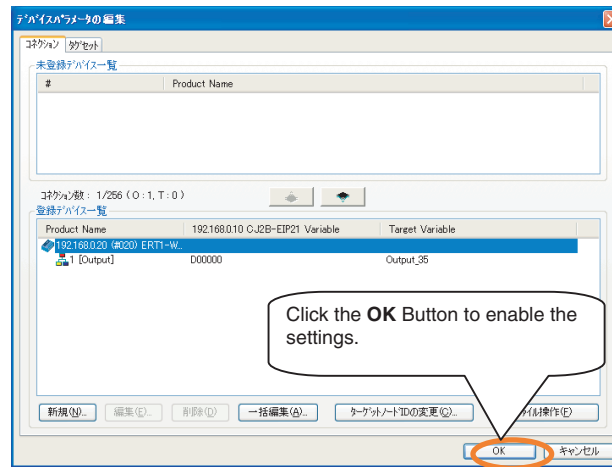 ﾃﾞﾊﾞｲｽﾊﾟﾗﾒｰﾀの編集
ｺﾈｸｼｮﾝ ﾀｸﾞｾｯﾄ
未登録ﾃﾞﾊﾞｲｽ一覧
# Product Name
ｺﾈｸｼｮﾝ数 : 1/256 ( O : 1, T : 0 )
登録ﾃﾞﾊﾞｲｽ一覧
Product Name 192.168.0.10 CJ2B-EIP21 Variable Target Variable
192.168.0.20 (#020) ERT1-W...
1 [Output] D00000 Output_35
Click the OK Button to enable the
settings.
新規(N)... 編集(E)... 削除(D) 一括編集(A)... ﾀｰｹﾞｯﾄﾉｰﾄﾞIDの変更(C)... ｲﾙ操作(F)
OK ｷｬﾝｾﾙ